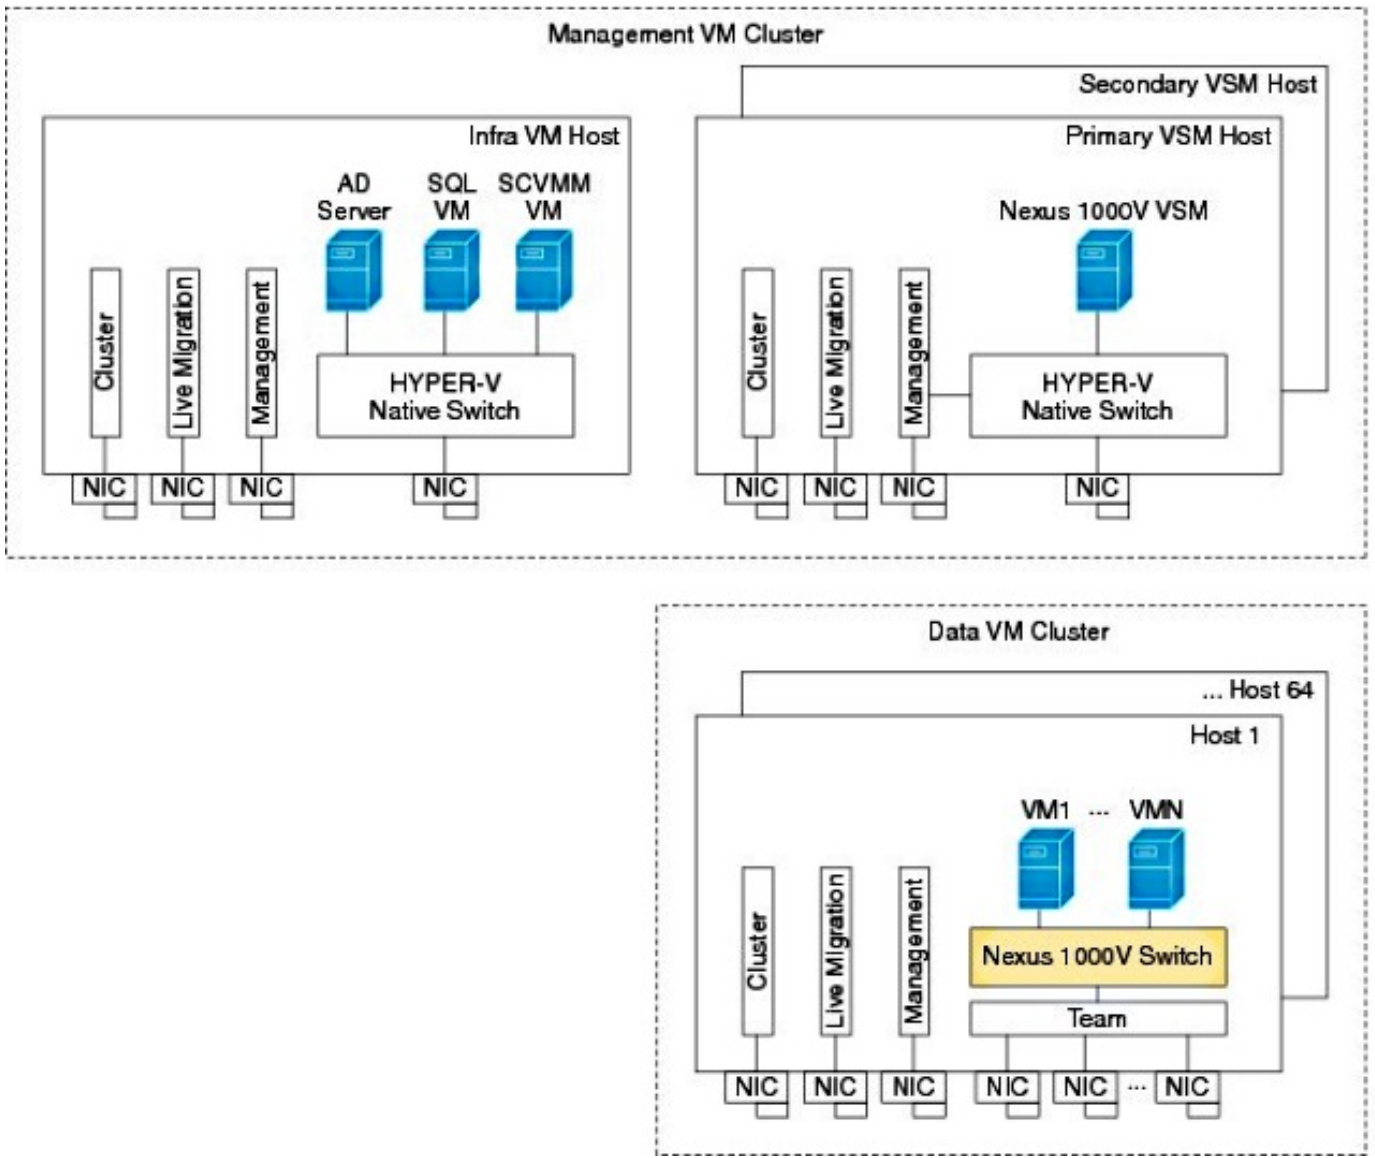 Management VM Cluster
Secondary VSM Host
Infra VM Host
Primary VSM Host
AD
Server
SQL
VM
SCVMM
VM
Nexus 1000V VSM
Cluster
Live Migration
Management
HYPER-V
Native Switch
Cluster
Live Migration
Management
HYPER-V
Native Switch
NIC
NIC
NIC
NIC
NIC
NIC
NIC
NIC
Data VM Cluster
... Host 64
Host 1
VM1 ... VMN
Cluster
Live Migration
Management
Nexus 1000V Switch
Team
NIC
NIC
NIC
NIC
NIC
...
NIC